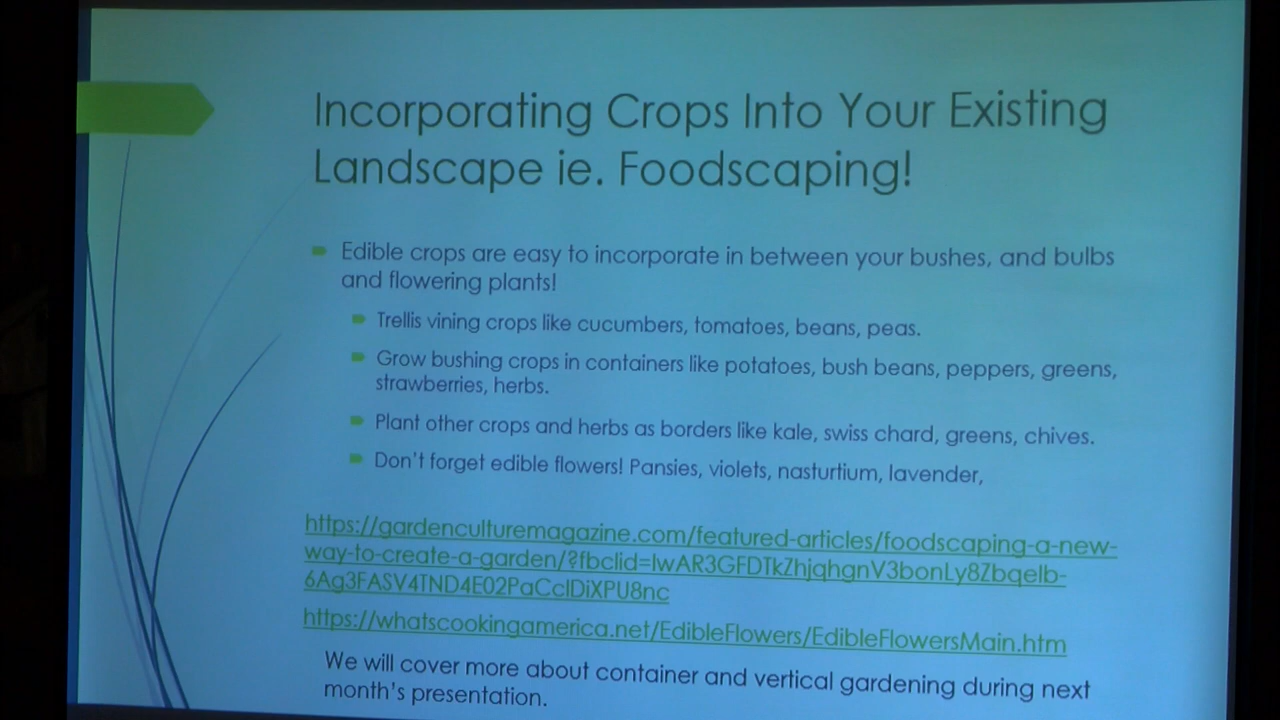 Incorporating Crops Into Your Existing
Landscape ie. Foodscaping!
Edible crops are easy to incorporate in between your bushes, and bulbs
and flowering plants!
Trellis vining crops like cucumbers, tomatoes, beans, peas.
Grow bushing crops in containers like potatoes, bush beans, peppers, greens,
strawberries, herbs.
Plant other crops and herbs as borders like kale, swiss chard, greens, chives.
Don't forget edible flowers! Pansies, violets, nasturtium, lavender,
https://gardenculturemagazine.com/featured-articles/foodscaping-a-new-
way-to-create-a-garden/?fbclid=IwAR3GFDTkZhjqhgnV3bonLy8Zbqelb-
6Ag3FASV4TND4E02PaCclDiXPU8nc
https://whatscookingamerica.net/EdibleFlowers/EdibleFlowersMain.htm
We will cover more about container and vertical gardening during next
month's presentation.